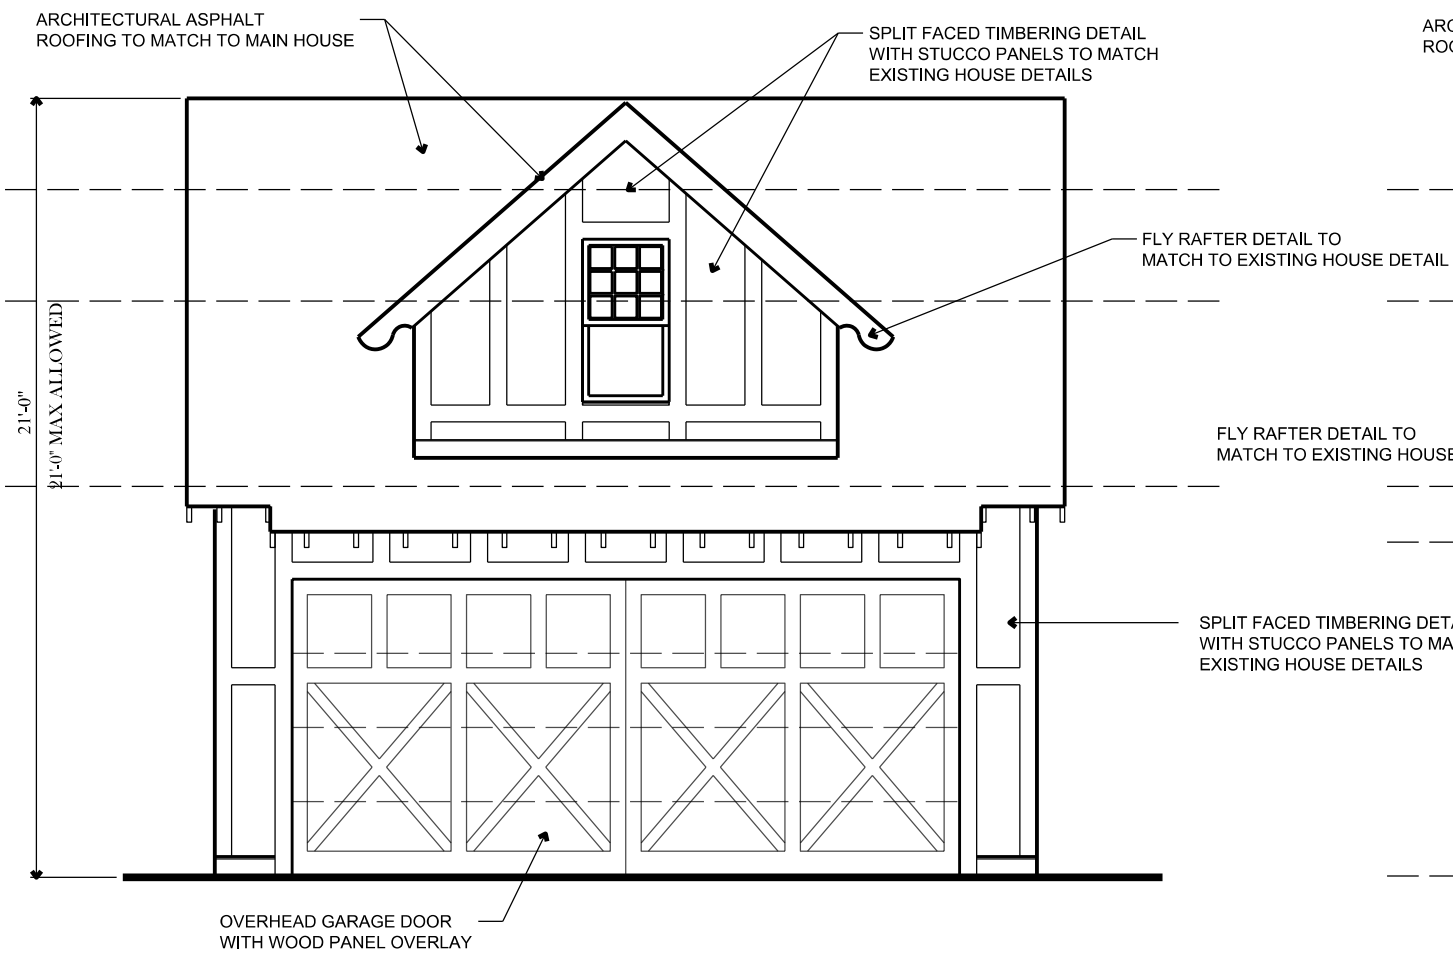 ARCHITECTURAL ASPHALT
ROOFING TO MATCH TO MAIN HOUSE
SPLIT FACED TIMBERING DETAIL
WITH STUCCO PANELS TO MATCH
EXISTING HOUSE DETAILS
FLY RAFTER DETAIL TO
MATCH TO EXISTING HOUSE DETAIL
21'-0"
21'-0" MAX ALLOWED
FLY RAFTER DETAIL TO
MATCH TO EXISTING HOUSE
SPLIT FACED TIMBERING
WITH STUCCO PANELS TO
EXISTING HOUSE DETAILS
OVERHEAD GARAGE DOOR
WITH WOOD PANEL OVERLAY